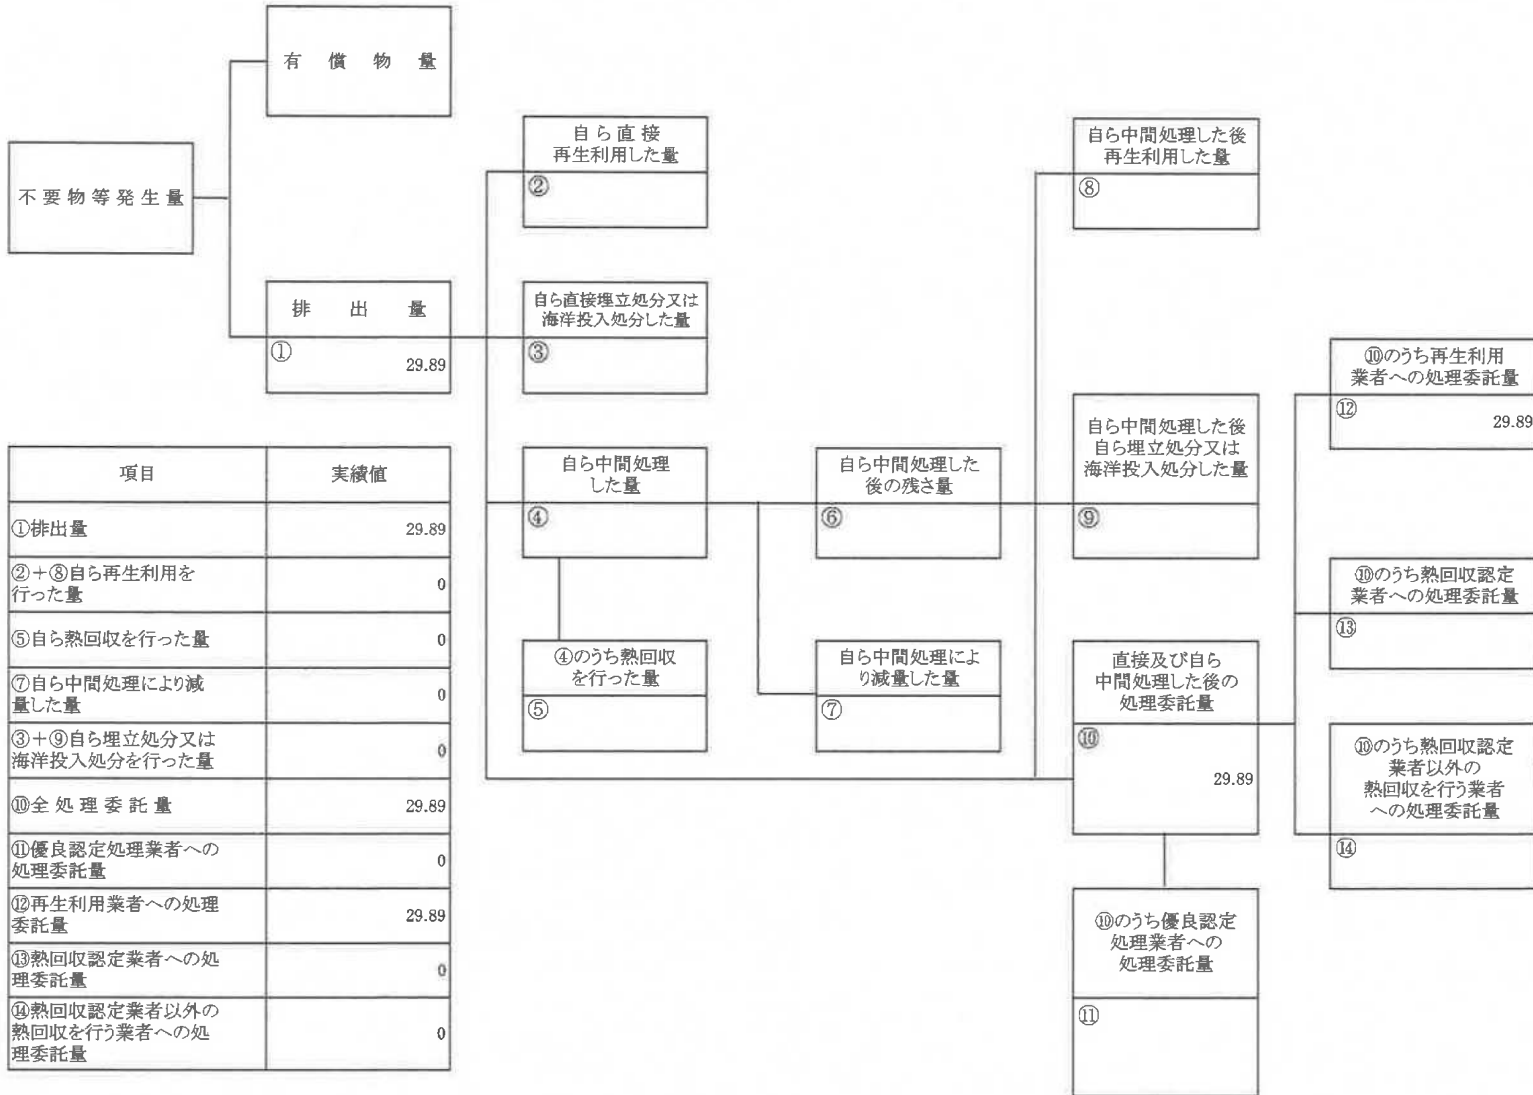 有償物量
不要物等発生量
排出量
①
29.89
自ら直接
再生利用した量
②
自ら直接埋立処分又は
海洋投入処分した量
③
自ら中間処理
した量
④
④のうち熱回収
を行った量
⑤
自ら中間処理した
後の残さ量
⑥
自ら中間処理によ
り減量した量
⑦
自ら中間処理した後
再生利用した量
⑧
自ら中間処理した後
自ら埋立処分又は
海洋投入処分した量
⑨
直接及び自ら
中間処理した後の
処理委託量
⑩
29.89
⑩のうち優良認定
処理業者への
処理委託量
⑪
⑩のうち再生利用
業者への処理委託量
⑫
29.89
⑩のうち熱回収認定
業者への処理委託量
⑬
⑩のうち熱回収認定
業者以外の
熱回収を行う業者
への処理委託量
⑭
項目 実績値
①排出量 29.89
②+⑧自ら再生利用を
行った量 0
⑤自ら熱回収を行った量 0
⑦自ら中間処理により減
量した量 0
③+⑨自ら埋立処分又は
海洋投入処分を行った量 0
⑩全処理委託量 29.89
⑪優良認定処理業者への
処理委託量 0
⑫再生利用業者への処理
委託量 29.89
⑬熱回収認定業者への処
理委託量 0
⑭熱回収認定業者以外の
熱回収を行う業者への処
理委託量 0